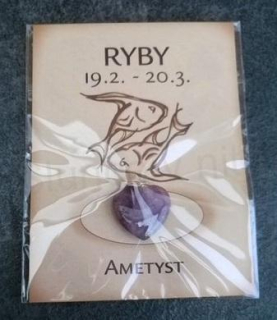 RYBY
19.2. - 20.3.
AMETYST